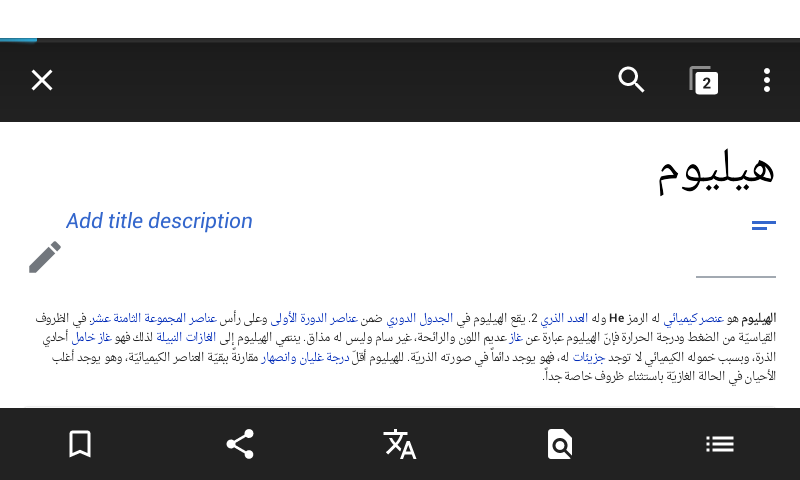 2
هيليوم
Add title description
الهيليوم هو عنصر كيميائي له الرمز He وله العدد الذري 2. يقع الهيليوم في الجدول الدوري ضمن عناصر الدورة الأولى وعلى رأس عناصر المجموعة الثامنة عشر. في الظروف
القياسيّة من الضغط ودرجة الحرارة فإنّ الهيليوم عبارة عن غاز عديم اللون والرائحة، غير سام وليس له مذاق. ينتمي الهيليوم إلى الغازات النبيلة لذلك فهو غاز خامل أحادي
الذرة، وبسبب خموله الكيميائي لا توجد جزيئات له، فهو يوجد دائماً في صورته الذريّة. للهيليوم أقلّ درجة غليان وانصهار مقارنةً ببقيّة العناصر الكيميائيّة، وهو يوجد أغلب
الأحيان في الحالة الغازيّة باستثناء ظروف خاصة جداً.